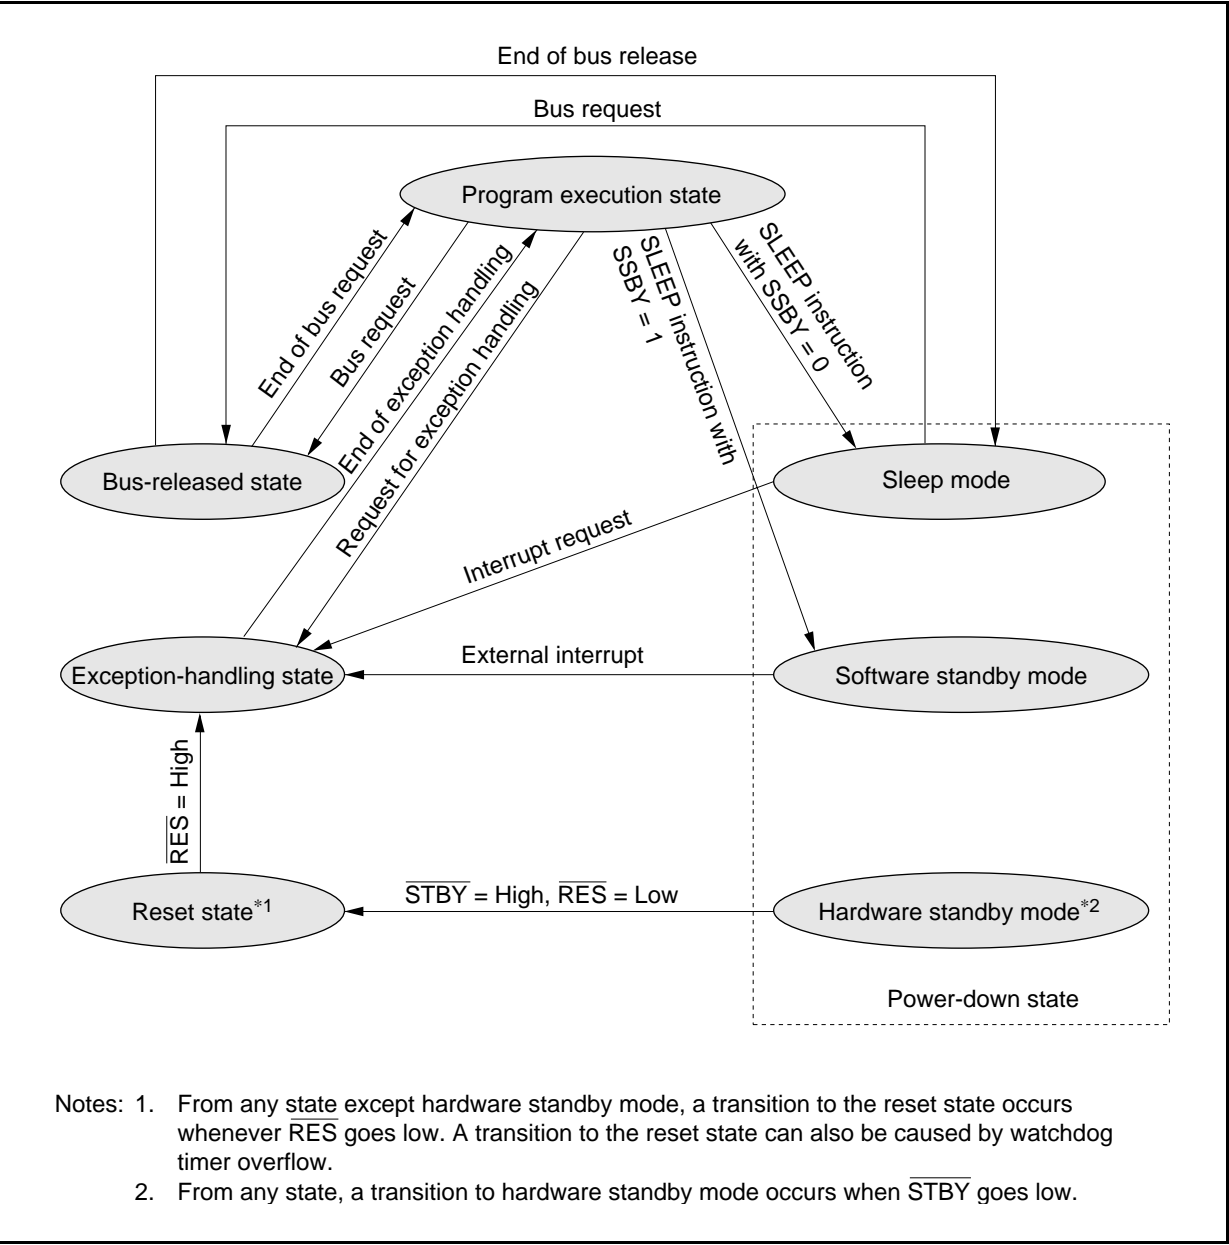 End of bus release
Bus request
Program execution state
End of bus request
Bus request
End of exception handling
Request for exception handling
SLEEP instruction with
SSBY = 1
SLEEP instruction
with SSBY = 0
Bus-released state
Sleep mode
Interrupt request
External interrupt
Exception-handling state
Software standby mode
RES = High
STBY = High, RES = Low
Reset state*1
Hardware standby mode*2
Power-down state
Notes: 1. From any state except hardware standby mode, a transition to the reset state occurs
whenever RES goes low. A transition to the reset state can also be caused by watchdog
timer overflow.
2. From any state, a transition to hardware standby mode occurs when STBY goes low.